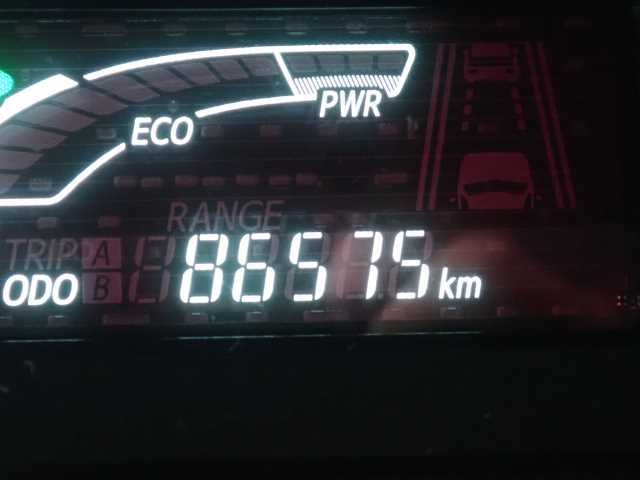 PWR
ECO
RANGE
TRIP A
ODO B 86575 km